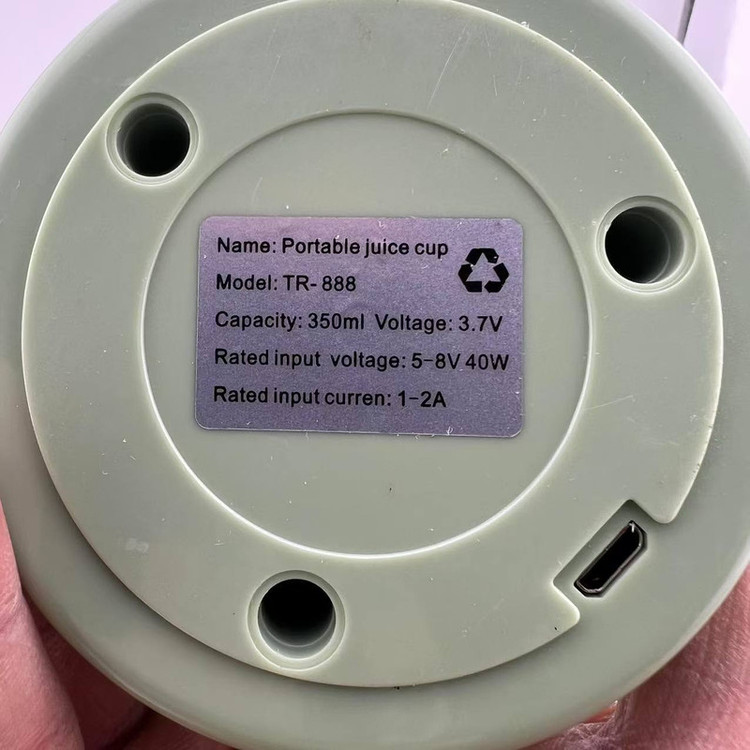 Name: Portable juice cup
Model: TR-888
Capacity: 350ml Voltage: 3.7V
Rated input voltage: 5-8V 40W
Rated input curren: 1-2A